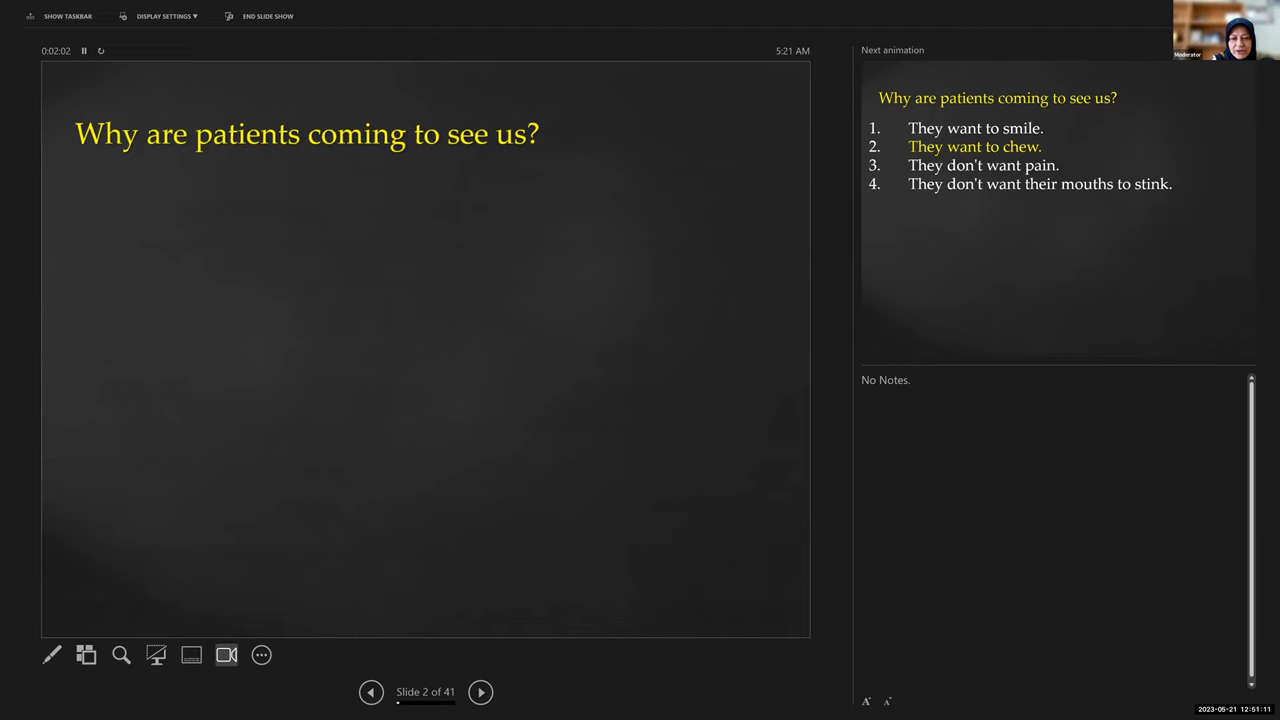 SHOW TASKBAR
DISPLAY SETTINGS ▼
END SLIDE SHOW
0:02:02
5:21 AM
Why are patients coming to see us?
Next animation
Moderator
Why are patients coming to see us?
1. They want to smile.
2. They want to chew.
3. They don't want pain.
4. They don't want their mouths to stink.
No Notes.
Slide 2 of 41
A A
2023-05-21 12:51:11